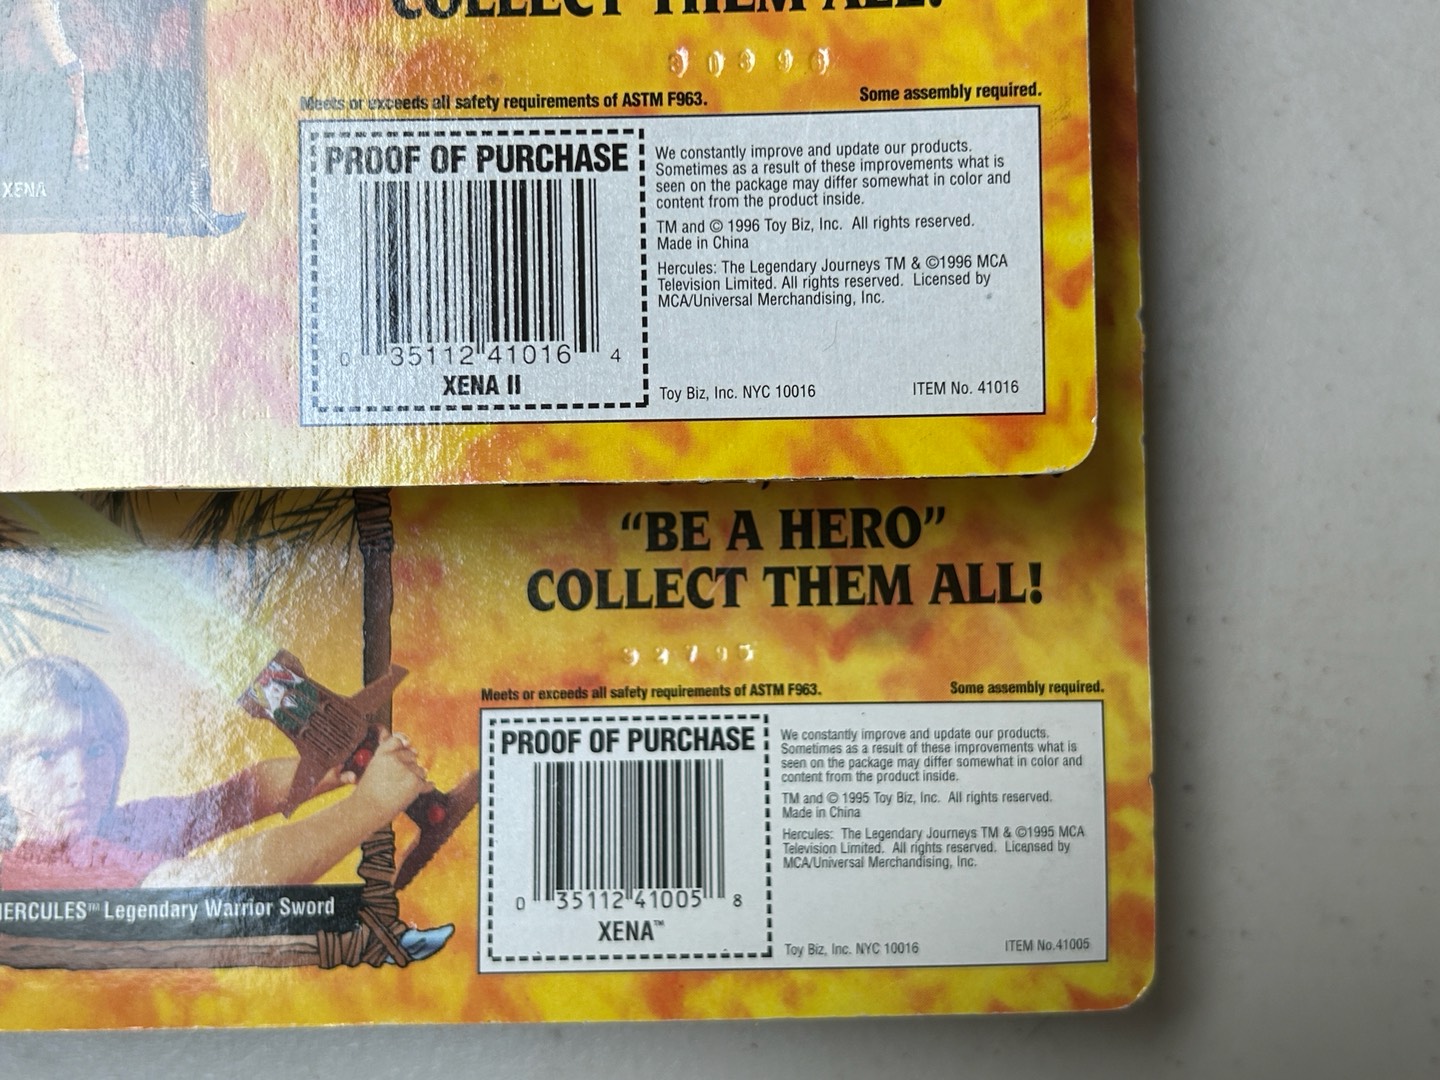 COLLECT THEM ALL!
Meets or exceeds all safety requirements of ASTM F963.
Some assembly required.
XENA
PROOF OF PURCHASE
0 35112 41016 4
XENA II
We constantly improve and update our products.
Sometimes as a result of these improvements what is
seen on the package may differ somewhat in color and
content from the product inside.
TM and © 1996 Toy Biz, Inc. All rights reserved.
Made in China
Hercules: The Legendary Journeys TM & ©1996 MCA
Television Limited. All rights reserved. Licensed by
MCA/Universal Merchandising, Inc.
Toy Biz, Inc. NYC 10016
ITEM No. 41016
“BE A HERO”
COLLECT THEM ALL!
Meets or exceeds all safety requirements of ASTM F963.
Some assembly required.
HERCULES™ Legendary Warrior Sword
PROOF OF PURCHASE
0 35112 41005 8
XENA™
We constantly improve and update our products.
Sometimes as a result of these improvements what is
seen on the package may differ somewhat in color and
content from the product inside.
TM and © 1995 Toy Biz, Inc. All rights reserved.
Made in China
Hercules: The Legendary Journeys TM & ©1995 MCA
Television Limited. All rights reserved. Licensed by
MCA/Universal Merchandising, Inc.
Toy Biz, Inc. NYC 10016
ITEM No.41005